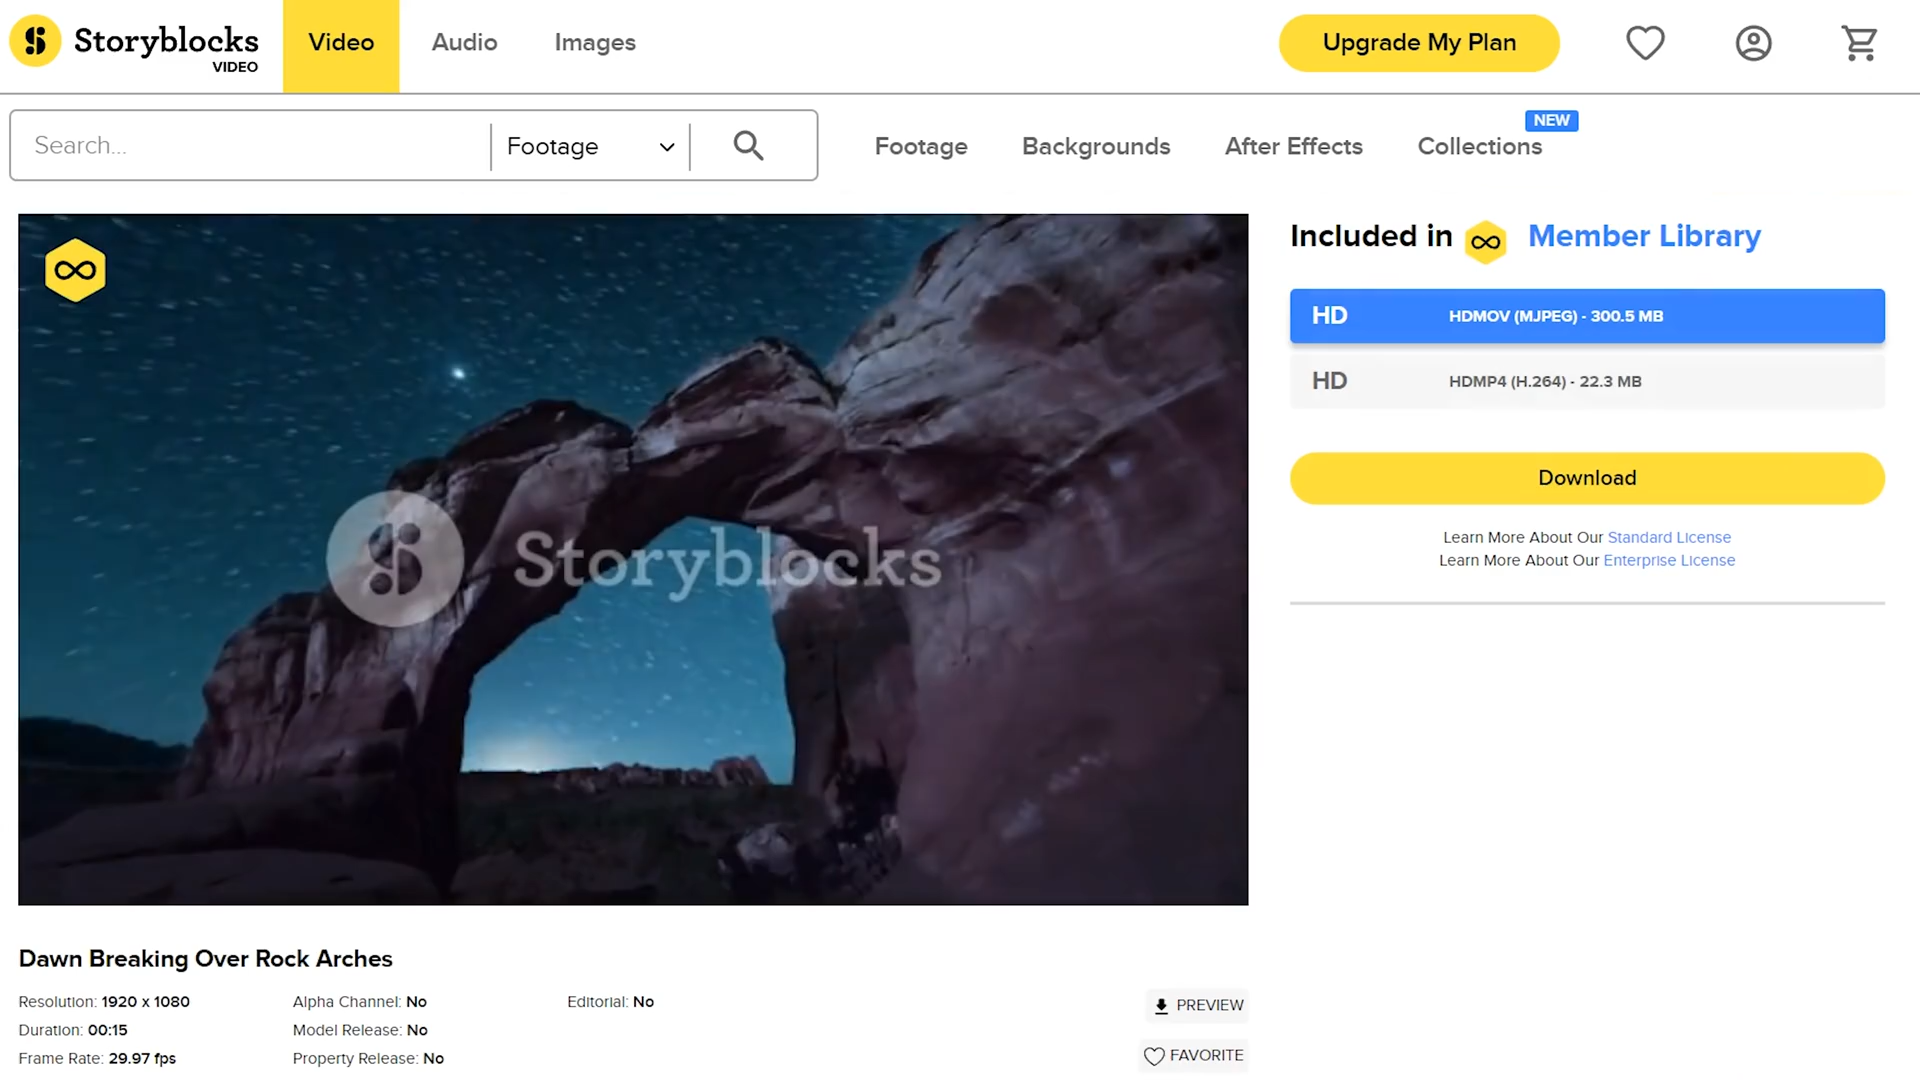 Storyblocks
VIDEO
Video
Audio
Images
Upgrade My Plan
Search...
Footage
Footage
Backgrounds
After Effects
Collections
NEW
Storyblocks
Included in Member Library
HD HDMOV (MJPEG) - 300.5 MB
HD HDMP4 (H.264) - 22.3 MB
Download
Learn More About Our Standard License
Learn More About Our Enterprise License
Dawn Breaking Over Rock Arches
Resolution: 1920 x 1080
Duration: 00:15
Frame Rate: 29.97 fps
Alpha Channel: No
Model Release: No
Property Release: No
Editorial: No
PREVIEW
FAVORITE